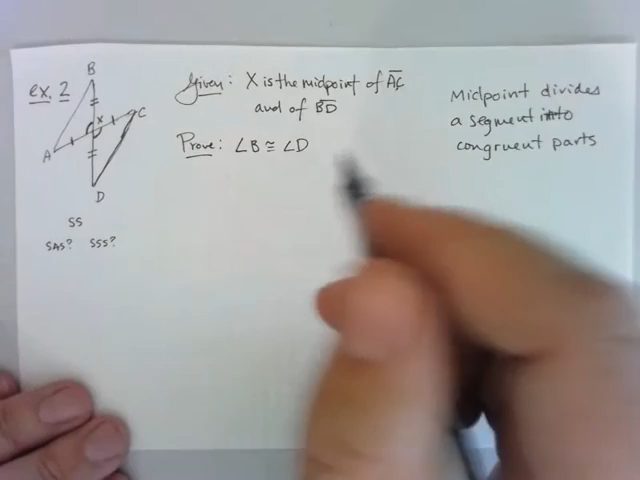 ex. 2
B
X
C
A
D
SS
SAS? SSS?
Given: X is the midpoint of AC
and of BD
Prove: ∠B ≅ ∠D
Midpoint divides
a segment into
congruent parts